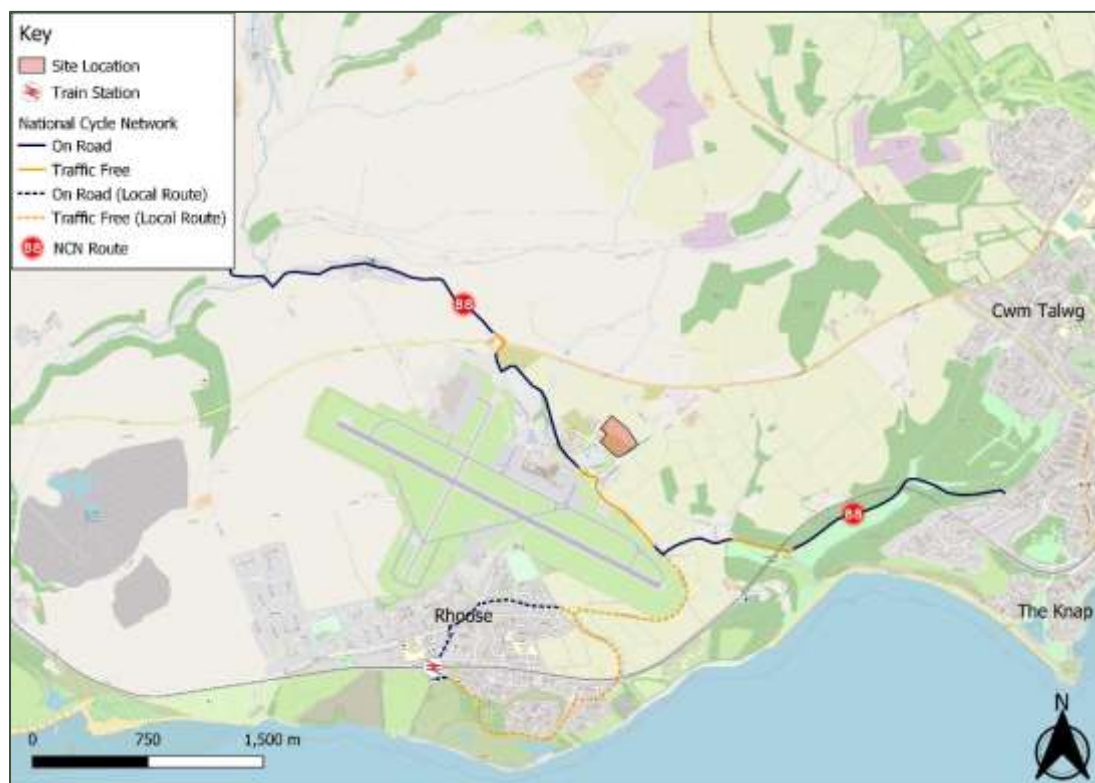 Key
Site Location
Train Station
National Cycle Network
On Road
Traffic Free
On Road (Local Route)
Traffic Free (Local Route)
88 NCN Route
88
Cwm Talwg
88
The Knap
Rhoose
N
0 750 1,500 m